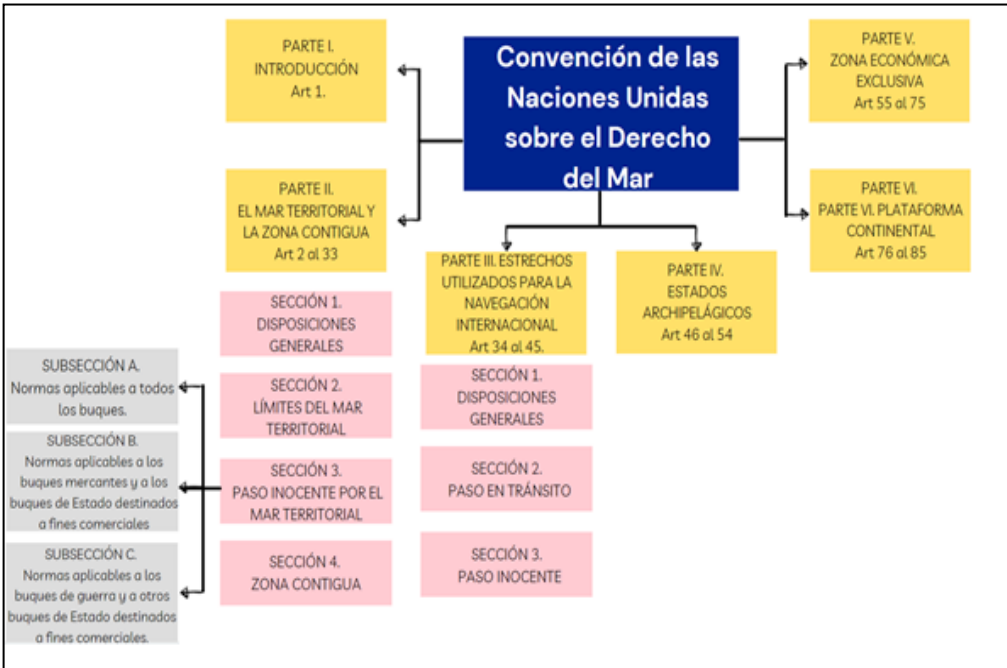 Convención de las
Naciones Unidas
sobre el Derecho
del Mar
PARTE I.
INTRODUCCIÓN
Art 1.
PARTE II.
EL MAR TERRITORIAL Y
LA ZONA CONTIGUA
Art 2 al 33
SECCIÓN 1.
DISPOSICIONES
GENERALES
SECCIÓN 2.
LÍMITES DEL MAR
TERRITORIAL
SECCIÓN 3.
PASO INOCENTE POR EL
MAR TERRITORIAL
SUBSECCIÓN A.
Normas aplicables a todos
los buques.
SUBSECCIÓN B.
Normas aplicables a los
buques mercantes y a los
buques de Estado destinados
a fines comerciales
SUBSECCIÓN C.
Normas aplicables a los
buques de guerra y a otros
buques de Estado destinados
a fines comerciales.
SECCIÓN 4.
ZONA CONTIGUA
PARTE III. ESTRECHOS
UTILIZADOS PARA LA
NAVEGACIÓN
INTERNACIONAL
Art 34 al 45.
SECCIÓN 1.
DISPOSICIONES
GENERALES
SECCIÓN 2.
PASO EN TRÁNSITO
SECCIÓN 3.
PASO INOCENTE
PARTE IV.
ESTADOS
ARCHIPELÁGICOS
Art 46 al 54
PARTE V.
ZONA ECONÓMICA
EXCLUSIVA
Art 55 al 75
PARTE VI.
PARTE VI. PLATAFORMA
CONTINENTAL
Art 76 al 85